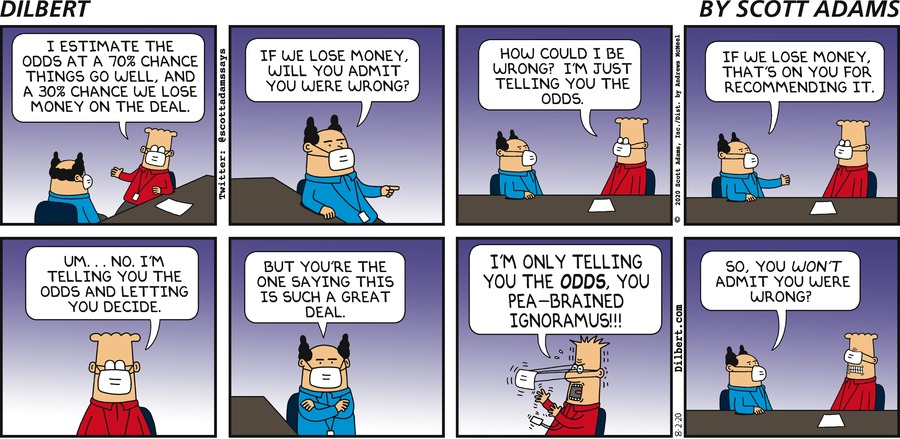 DILBERT
BY SCOTT ADAMS
I ESTIMATE THE
ODDS AT A 70% CHANCE
THINGS GO WELL, AND
A 30% CHANCE WE LOSE
MONEY ON THE DEAL.
Twitter: @scottadamssays
IF WE LOSE MONEY,
WILL YOU ADMIT
YOU WERE WRONG?
HOW COULD I BE
WRONG? I'M JUST
TELLING YOU THE
ODDS.
© 2020 Scott Adams, Inc./Dist. by Andrews McMeel
IF WE LOSE MONEY,
THAT'S ON YOU FOR
RECOMMENDING IT.
UM. . . NO. I'M
TELLING YOU THE
ODDS AND LETTING
YOU DECIDE.
BUT YOU'RE THE
ONE SAYING THIS
IS SUCH A GREAT
DEAL.
I'M ONLY TELLING
YOU THE ODDS, YOU
PEA-BRAINED
IGNORAMUS!!!
Dilbert.com
8-2-20
SO, YOU WON'T
ADMIT YOU WERE
WRONG?